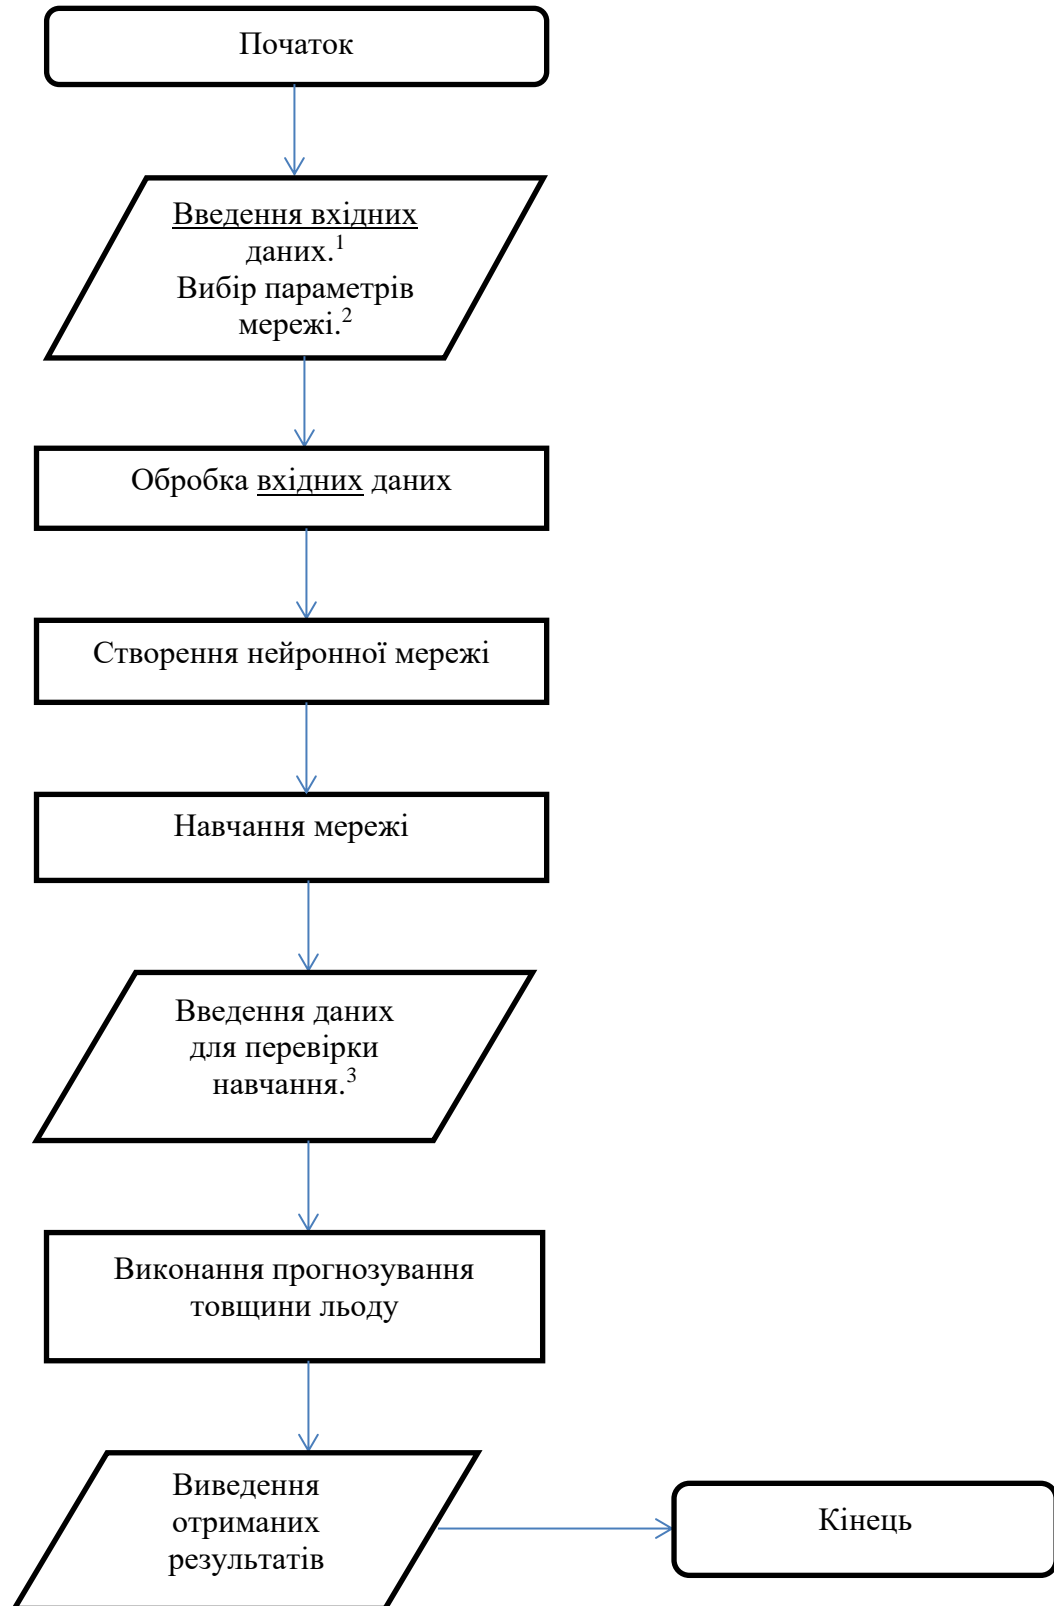 Початок
Введення вхідних
даних.¹
Вибір параметрів
мережі.²
Обробка вхідних даних
Створення нейронної мережі
Навчання мережі
Введення даних
для перевірки
навчання.³
Виконання прогнозування
товщини льоду
Виведення
отриманих
результатів
Кінець